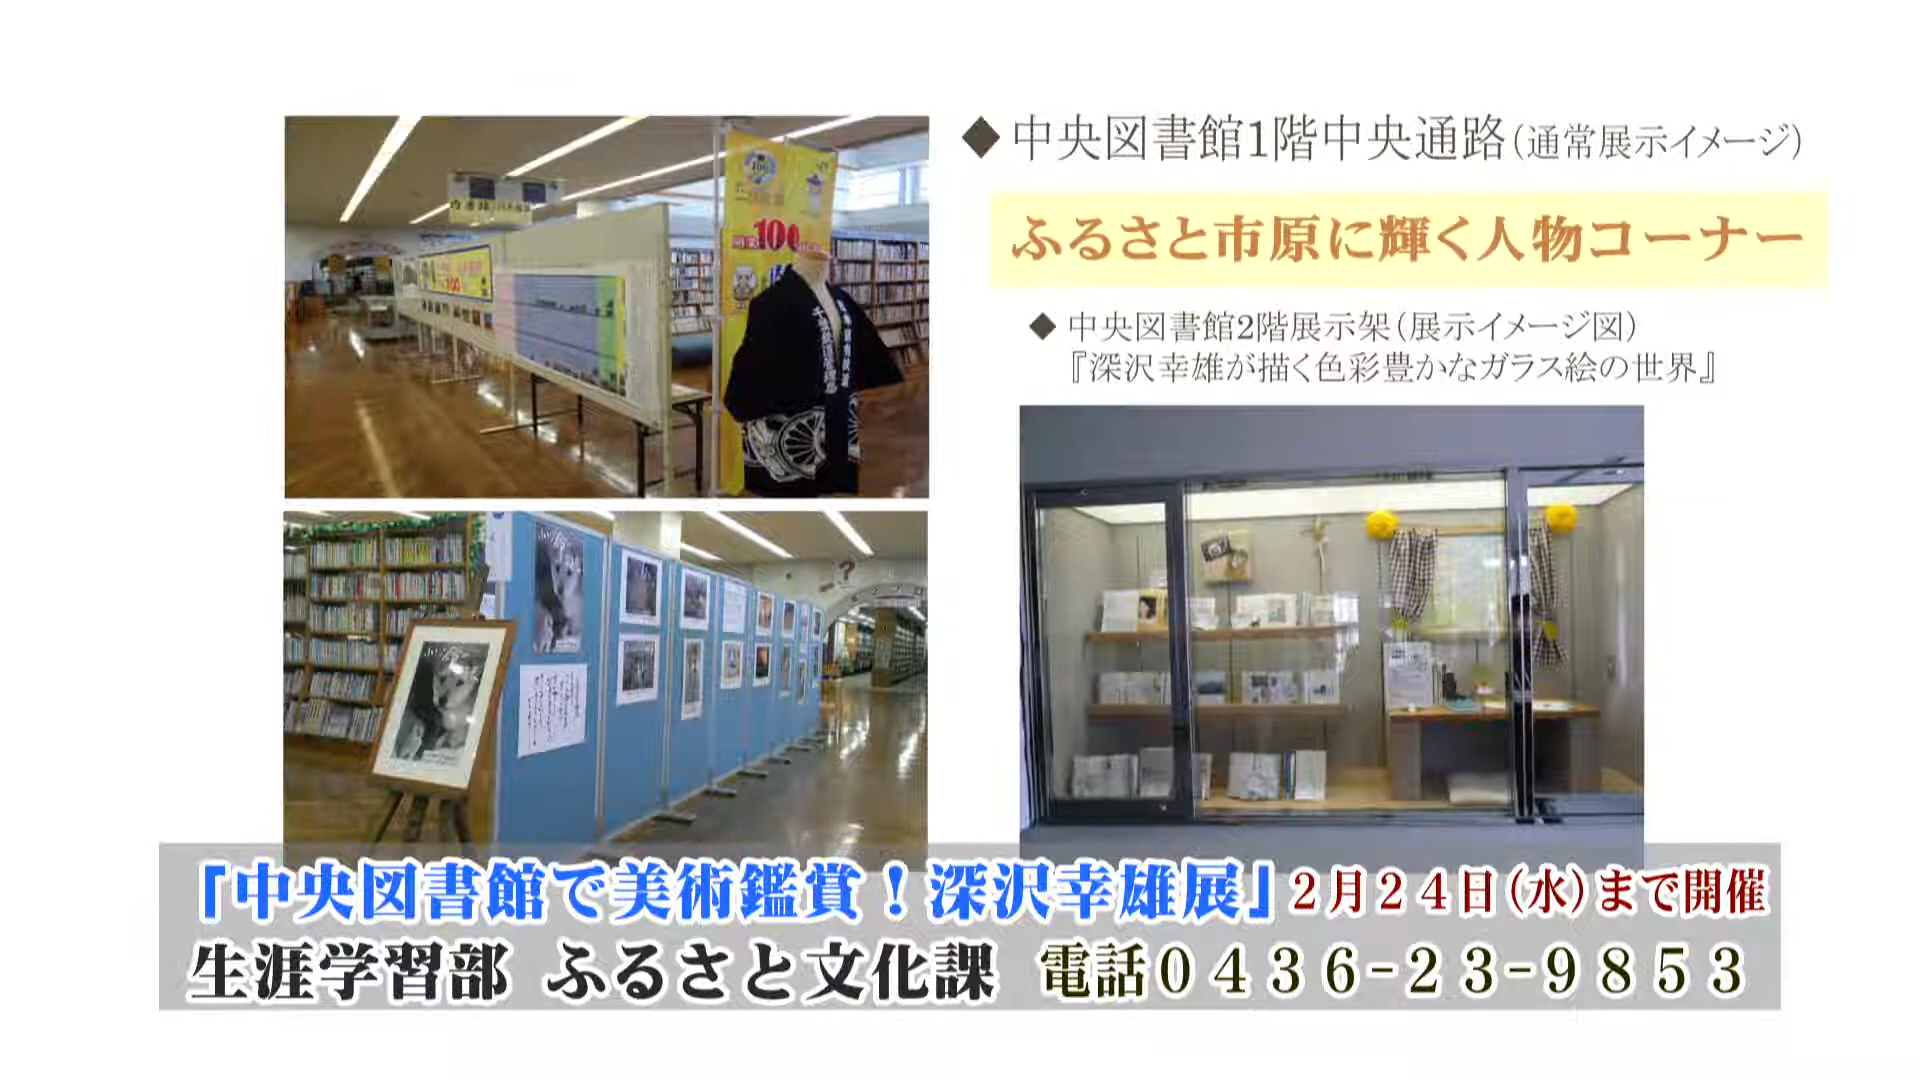 ◆中央図書館1階中央通路(通常展示イメージ)
ふるさと市原に輝く人物コーナー
◆中央図書館2階展示架(展示イメージ図)
『深沢幸雄が描く色彩豊かなガラス絵の世界』
100
『中央図書館で美術鑑賞！深沢幸雄展』2月24日(水)まで開催
生涯学習部 ふるさと文化課 電話0436-23-9853